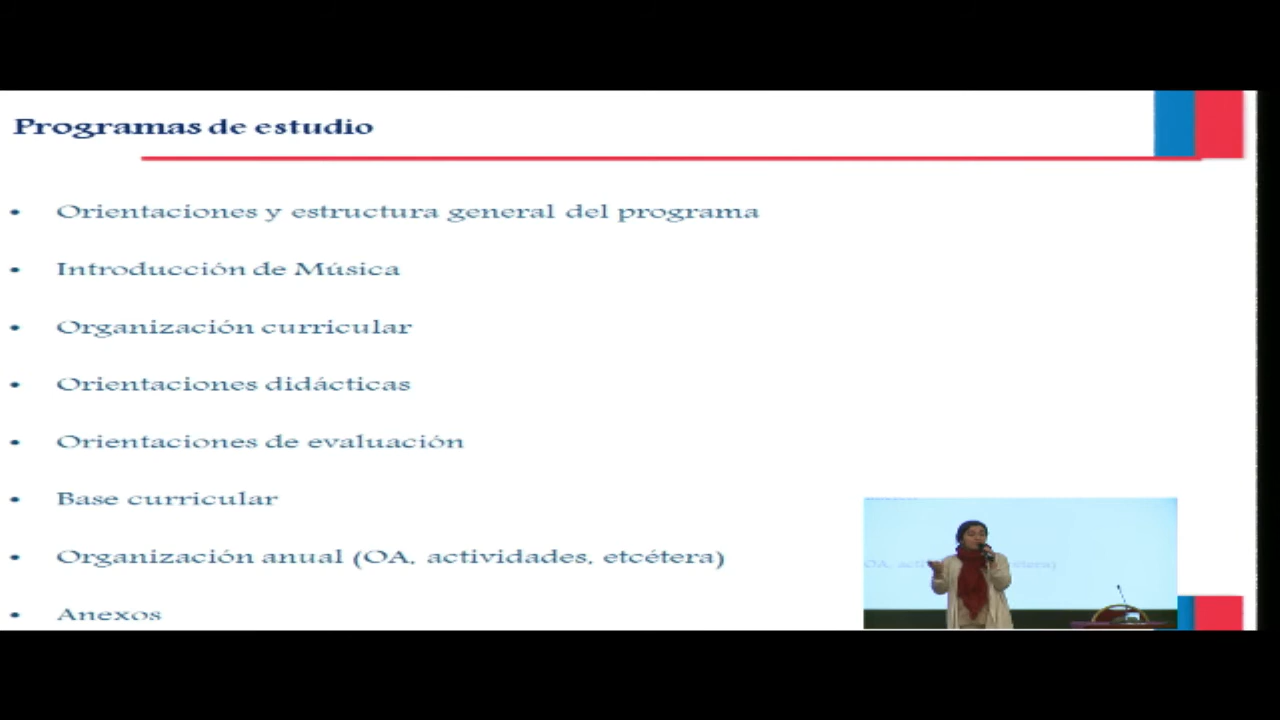 Programas de estudio
• Orientaciones y estructura general del programa
• Introducción de Música
• Organización curricular
• Orientaciones didácticas
• Orientaciones de evaluación
• Base curricular
• Organización anual (OA, actividades, etcétera)
• Anexos